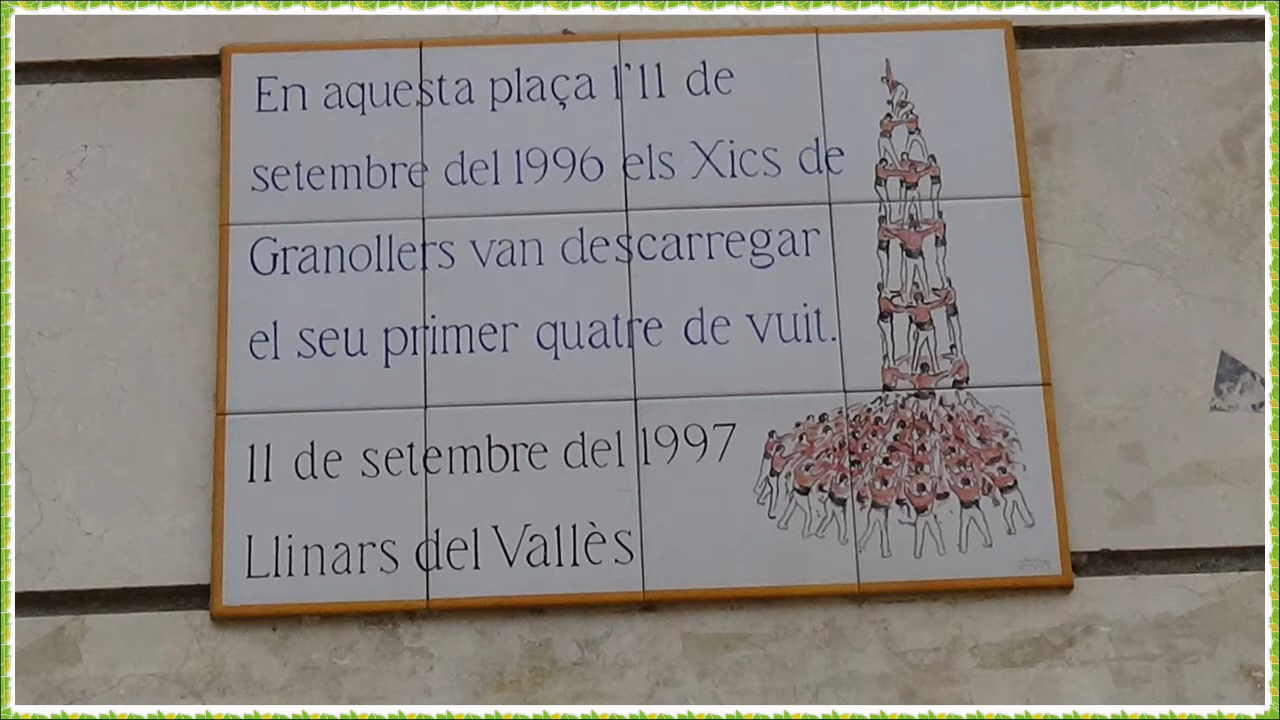 En aquesta plaça l'11 de
setembre del 1996 els Xics de
Granollers van descarregar
el seu primer quatre de vuit.
11 de setembre del 1997
Llinars del Vallès